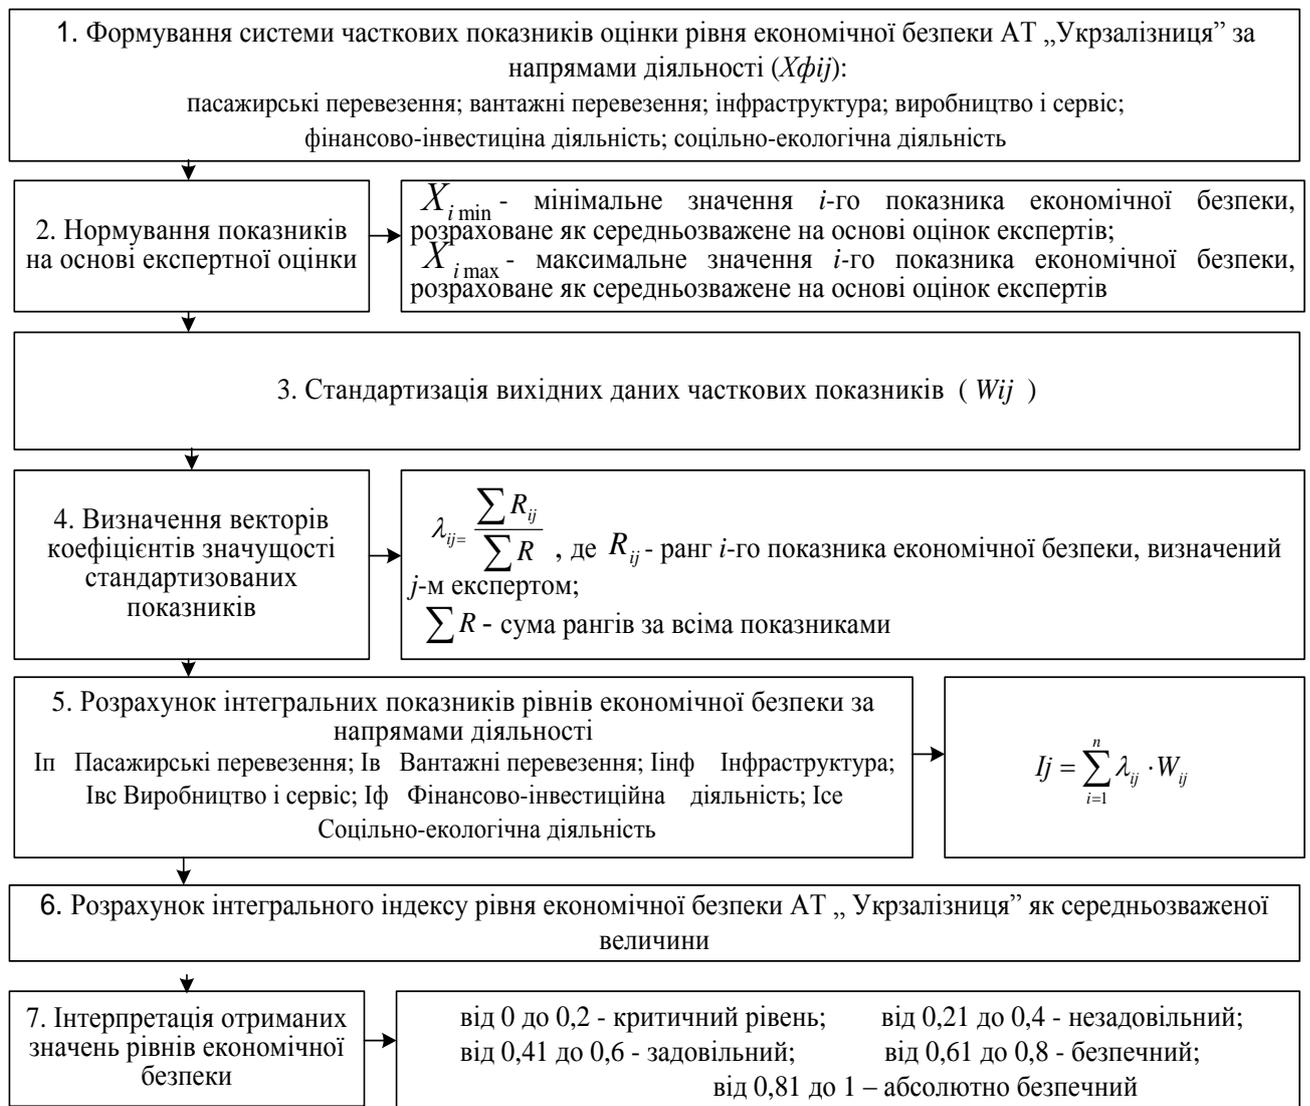 1. Формування системи часткових показників оцінки рівня економічної безпеки АТ „Укрзалізниця” за
напрямами діяльності (Хфij):
пасажирські перевезення; вантажні перевезення; інфраструктура; виробництво і сервіс;
фінансово-інвестиціна діяльність; соцільно-екологічна діяльність
2. Нормування показників
на основі експертної оцінки
X i min - мінімальне значення i-го показника економічної безпеки,
розраховане як середньозважене на основі оцінок експертів;
X i max - максимальне значення i-го показника економічної безпеки,
розраховане як середньозважене на основі оцінок експертів
3. Стандартизація вихідних даних часткових показників ( Wij )
4. Визначення векторів
коефіцієнтів значущості
стандартизованих
показників
λij= ∑Rij / ∑R , де Rij - ранг i-го показника економічної безпеки, визначений
j-м експертом;
∑R - сума рангів за всіма показниками
5. Розрахунок інтегральних показників рівнів економічної безпеки за
напрямами діяльності
Іп Пасажирські перевезення; Ів Вантажні перевезення; Іінф Інфраструктура;
Івс Виробництво і сервіс; Іф Фінансово-інвестиційна діяльність; Ісе
Соцільно-екологічна діяльність
Ij = n ∑ i=1 λij · Wij
6. Розрахунок інтегрального індексу рівня економічної безпеки АТ „ Укрзалізниця” як середньозваженої
величини
7. Інтерпретація отриманих
значень рівнів економічної
безпеки
від 0 до 0,2 - критичний рівень; від 0,21 до 0,4 - незадовільний;
від 0,41 до 0,6 - задовільний; від 0,61 до 0,8 - безпечний;
від 0,81 до 1 – абсолютно безпечний